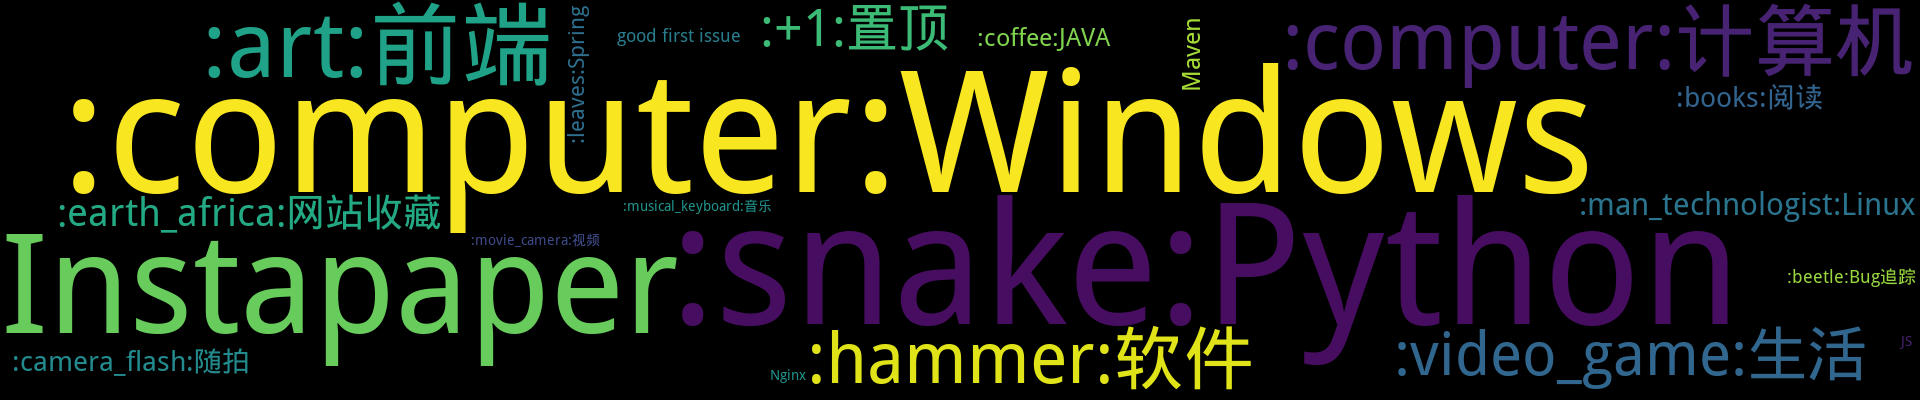 :art:前端
:leaves:Spring
good first issue
:+1:置顶
:coffee:JAVA
Maven
:computer:计算机
:computer:Windows
:books:阅读
:earth_africa:网站收藏
:musical_keyboard:音乐
:man_technologist:Linux
:movie_camera:视频
Instapaper
:snake:Python
:beetle:Bug追踪
:camera_flash:随拍
Nginx
:hammer:软件
:video_game:生活
JS